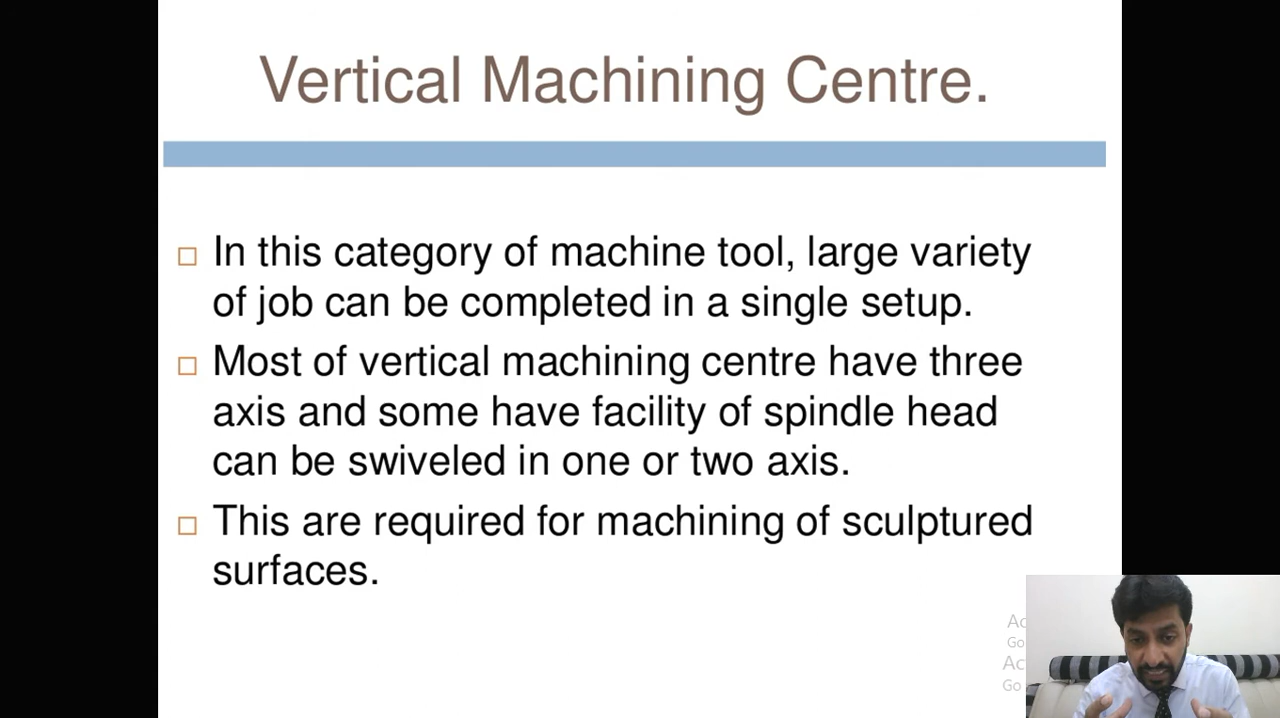 Vertical Machining Centre.
In this category of machine tool, large variety
of job can be completed in a single setup.
Most of vertical machining centre have three
axis and some have facility of spindle head
can be swiveled in one or two axis.
This are required for machining of sculptured
surfaces.
Go
Go